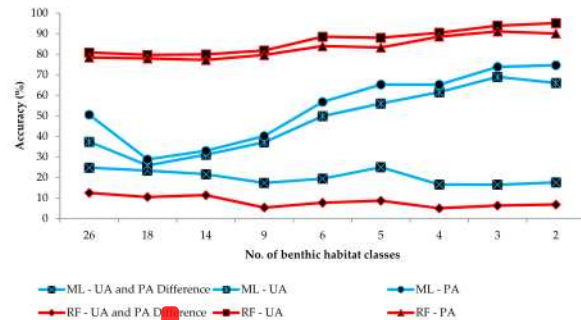 100
90
80
70
60
50
40
30
20
10
0
Accuracy (%)
26 18 14 9 6 5 4 3 2
No. of benthic habitat classes
ML - UA and PA Difference ML - UA ML - PA
RF - UA and PA Difference RF - UA RF - PA